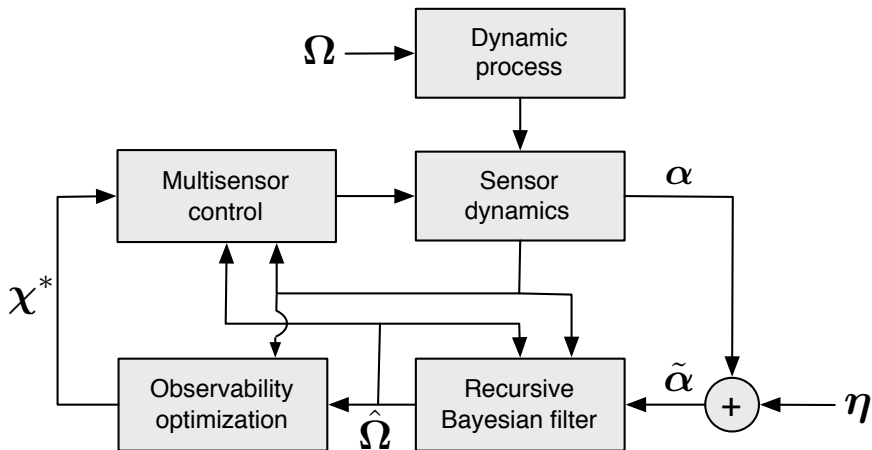 Ω
Dynamic
process
Multisensor
control
Sensor
dynamics
α
χ*
Observability
optimization
Ω̂
Recursive
Bayesian filter
α̃
+
η